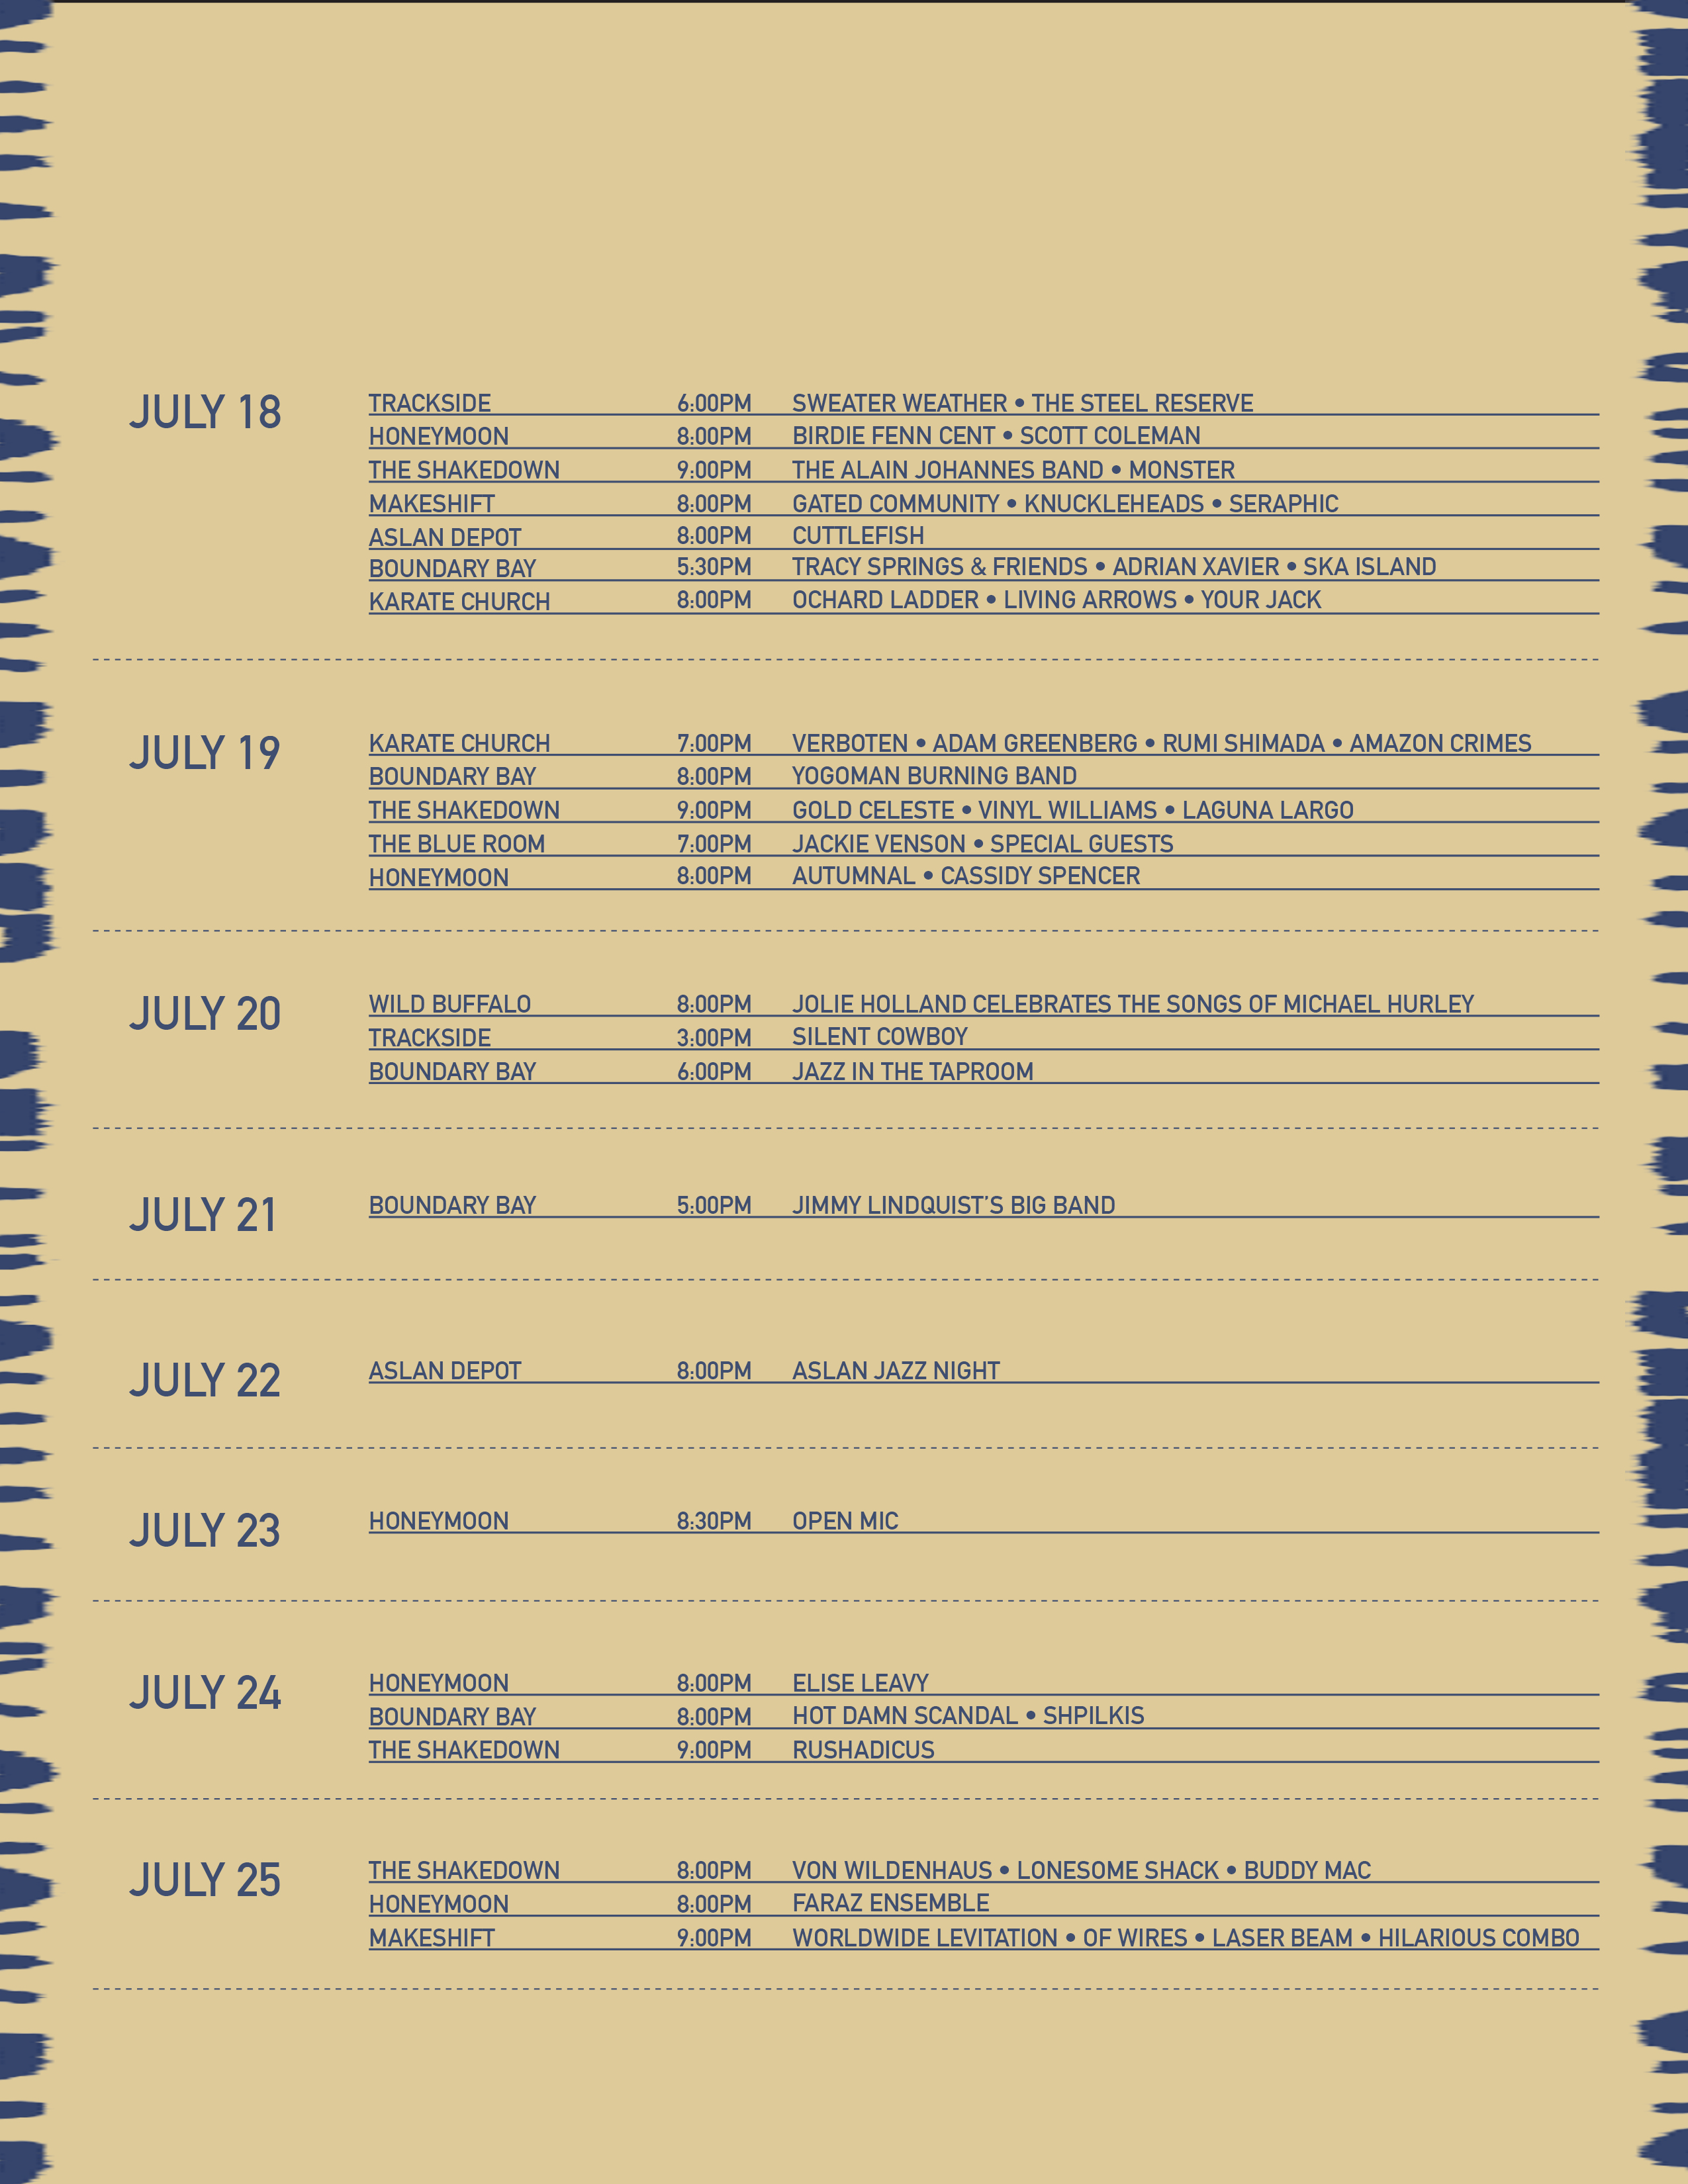 JULY 18
TRACKSIDE 6:00PM SWEATER WEATHER • THE STEEL RESERVE
HONEYMOON 8:00PM BIRDIE FENN CENT • SCOTT COLEMAN
THE SHAKEDOWN 9:00PM THE ALAIN JOHANNES BAND • MONSTER
MAKESHIFT 8:00PM GATED COMMUNITY • KNUCKLEHEADS • SERAPHIC
ASLAN DEPOT 8:00PM CUTTLEFISH
BOUNDARY BAY 5:30PM TRACY SPRINGS & FRIENDS • ADRIAN XAVIER • SKA ISLAND
KARATE CHURCH 8:00PM OCHARD LADDER • LIVING ARROWS • YOUR JACK
JULY 19
KARATE CHURCH 7:00PM VERBOTEN • ADAM GREENBERG • RUMI SHIMADA • AMAZON CRIMES
BOUNDARY BAY 8:00PM YOGOMAN BURNING BAND
THE SHAKEDOWN 9:00PM GOLD CELESTE • VINYL WILLIAMS • LAGUNA LARGO
THE BLUE ROOM 7:00PM JACKIE VENSON • SPECIAL GUESTS
HONEYMOON 8:00PM AUTUMNAL • CASSIDY SPENCER
JULY 20
WILD BUFFALO 8:00PM JOLIE HOLLAND CELEBRATES THE SONGS OF MICHAEL HURLEY
TRACKSIDE 3:00PM SILENT COWBOY
BOUNDARY BAY 6:00PM JAZZ IN THE TAPROOM
JULY 21
BOUNDARY BAY 5:00PM JIMMY LINDQUIST’S BIG BAND
JULY 22
ASLAN DEPOT 8:00PM ASLAN JAZZ NIGHT
JULY 23
HONEYMOON 8:30PM OPEN MIC
JULY 24
HONEYMOON 8:00PM ELISE LEAVY
BOUNDARY BAY 8:00PM HOT DAMN SCANDAL • SHPILKIS
THE SHAKEDOWN 9:00PM RUSHADICUS
JULY 25
THE SHAKEDOWN 8:00PM VON WILDENHAUS • LONESOME SHACK • BUDDY MAC
HONEYMOON 8:00PM FARAZ ENSEMBLE
MAKESHIFT 9:00PM WORLDWIDE LEVITATION • OF WIRES • LASER BEAM • HILARIOUS COMBO